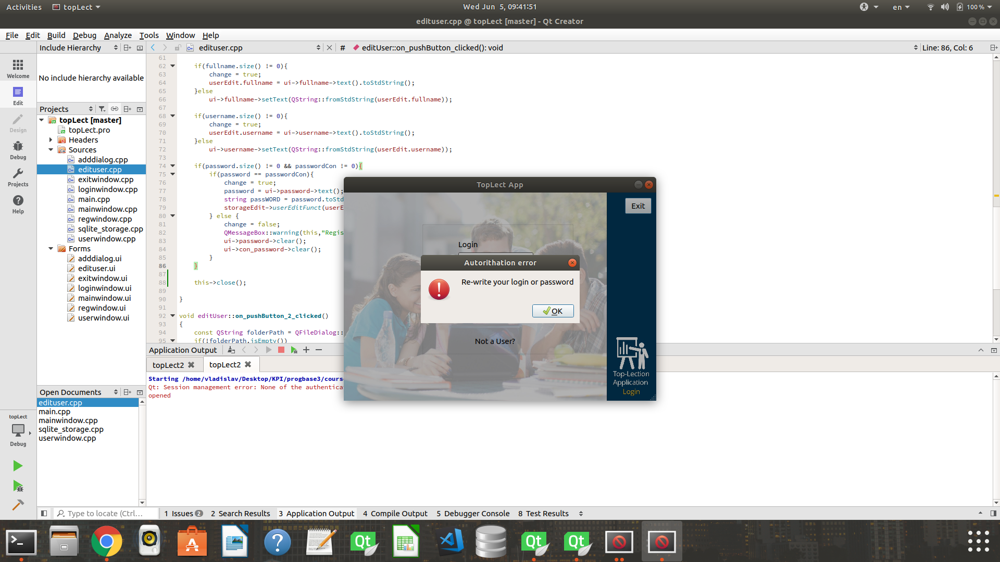 Activities topLect Wed Jun 5, 09:41:51 en 100 %
edituser.cpp @ topLect [master] - Qt Creator
File Edit Build Debug Analyze Tools Window Help
Include Hierarchy edituser.cpp # editUser::on_pushButton_clicked(): void Line: 86, Col: 6
No include hierarchy available
Welcome
Edit
Design
Debug
Projects
Help
Projects
topLect [master]
topLect.pro
Headers
Sources
adddialog.cpp
edituser.cpp
exitwindow.cpp
loginwindow.cpp
main.cpp
mainwindow.cpp
regwindow.cpp
sqlite_storage.cpp
userwindow.cpp
Forms
adddialog.ui
edituser.ui
exitwindow.ui
loginwindow.ui
mainwindow.ui
regwindow.ui
userwindow.ui
61
62 if(fullname.size() != 0){
63 change = true;
64 userEdit.fullname = ui->fullname->text().toStdString();
65 }else
66 ui->fullname->setText(QString::fromStdString(userEdit.fullname));
67
68 if(username.size() != 0){
69 change = true;
70 userEdit.username = ui->username->text().toStdString();
71 }else
72 ui->username->setText(QString::fromStdString(userEdit.username));
73
74 if(password.size() != 0 && passwordCon != 0){
75 if(password == passwordCon){
76 change = true;
77 password = ui->password->text();
78 string passWORD = password.toStd
79 storageEdit->userEditFunct(userE
80 } else {
81 change = false;
82 QMessageBox::warning(this,"Regis
83 ui->password->clear();
84 ui->con_password->clear();
85 }
86 }
87
88 this->close();
89
90 }
91
92 void editUser::on_pushButton_2_clicked()
93 {
94 const QString folderPath = QFileDialog::
95 if(!folderPath.isEmpty())
TopLect App
Exit
Login
Autorithation error
Re-write your login or password
OK
Not a User?
Top-Lection
Application
Login
Application Output
topLect2 topLect2
Starting /home/vladislav/Desktop/KPI/progbase3/cours
Qt: Session management error: None of the authentica
opened
Open Documents
edituser.cpp
main.cpp
mainwindow.cpp
sqlite_storage.cpp
userwindow.cpp
topLect
Debug
Type to locate (Ctrl... 1 Issues 2 2 Search Results 3 Application Output 4 Compile Output 5 Debugger Console 8 Test Results
Qt Qt Qt